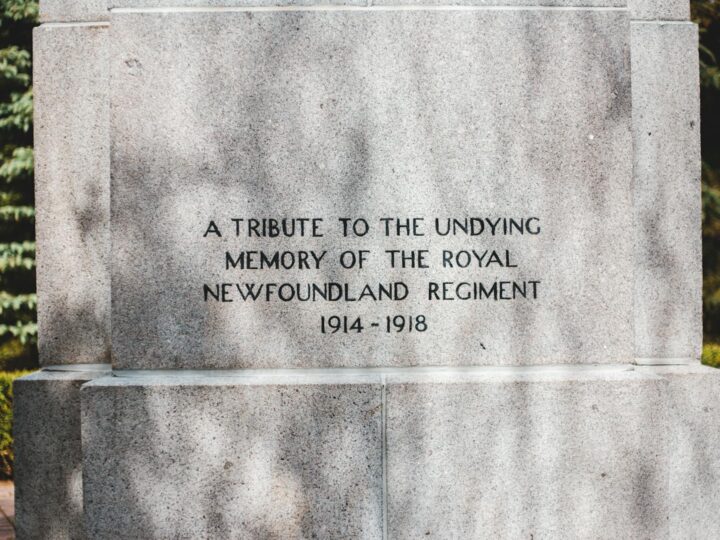 A TRIBUTE TO THE UNDYING
MEMORY OF THE ROYAL
NEWFOUNDLAND REGIMENT
1914 - 1918